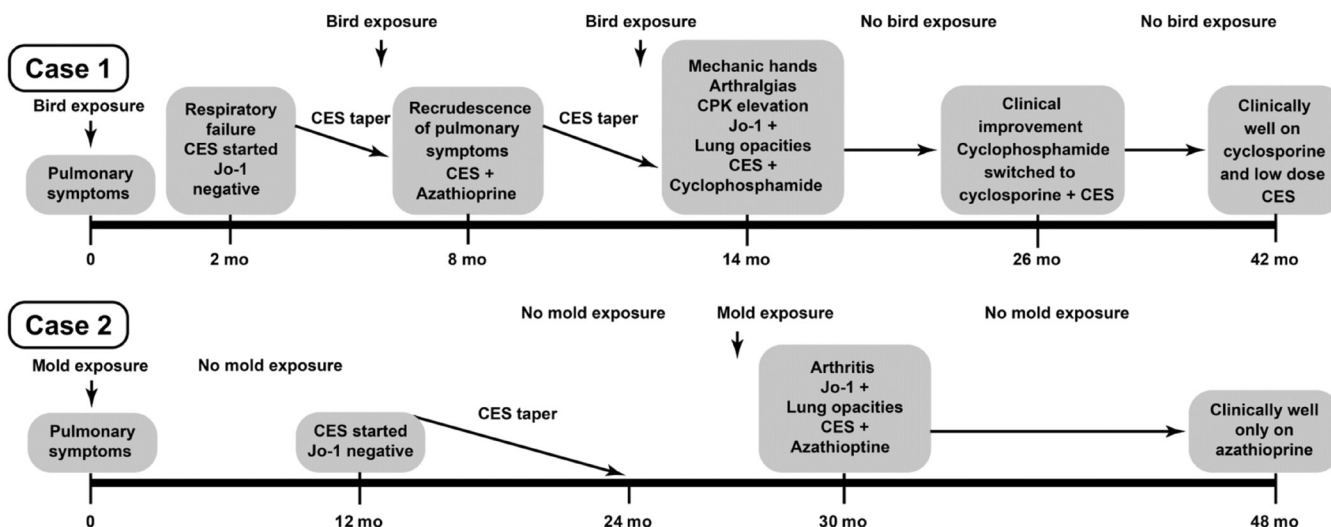 Case 1
Bird exposure
Bird exposure
Bird exposure
No bird exposure
No bird exposure
Pulmonary
symptoms
Respiratory
failure
CES started
Jo-1
negative
CES taper
Recrudescence
of pulmonary
symptoms
CES +
Azathioprine
CES taper
Mechanic hands
Arthralgias
CPK elevation
Jo-1 +
Lung opacities
CES +
Cyclophosphamide
Clinical
improvement
Cyclophosphamide
switched to
cyclosporine + CES
Clinically
well on
cyclosporine
and low dose
CES
0
2 mo
8 mo
14 mo
26 mo
42 mo
Case 2
Mold exposure
No mold exposure
No mold exposure
Mold exposure
No mold exposure
Pulmonary
symptoms
CES started
Jo-1 negative
CES taper
Arthritis
Jo-1 +
Lung opacities
CES +
Azathioptine
Clinically well
only on
azathioprine
0
12 mo
24 mo
30 mo
48 mo